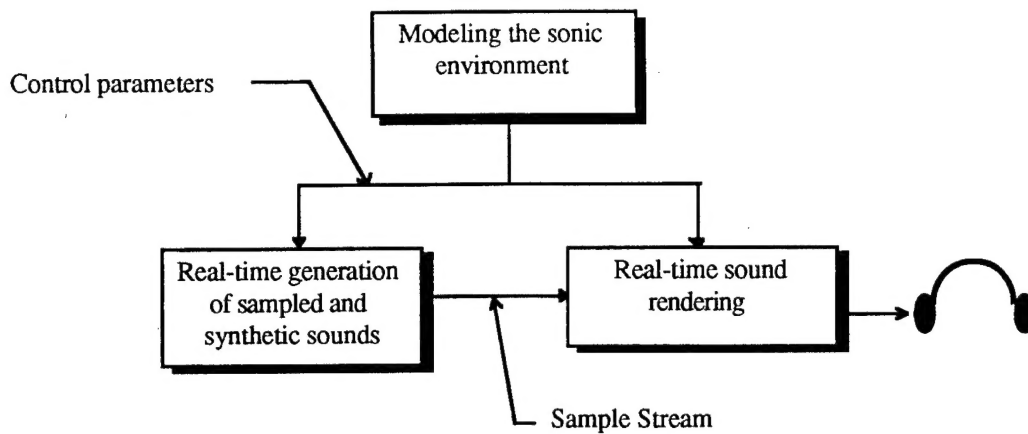 Modeling the sonic
environment
Control parameters
Real-time generation
of sampled and
synthetic sounds
Real-time sound
rendering
Sample Stream